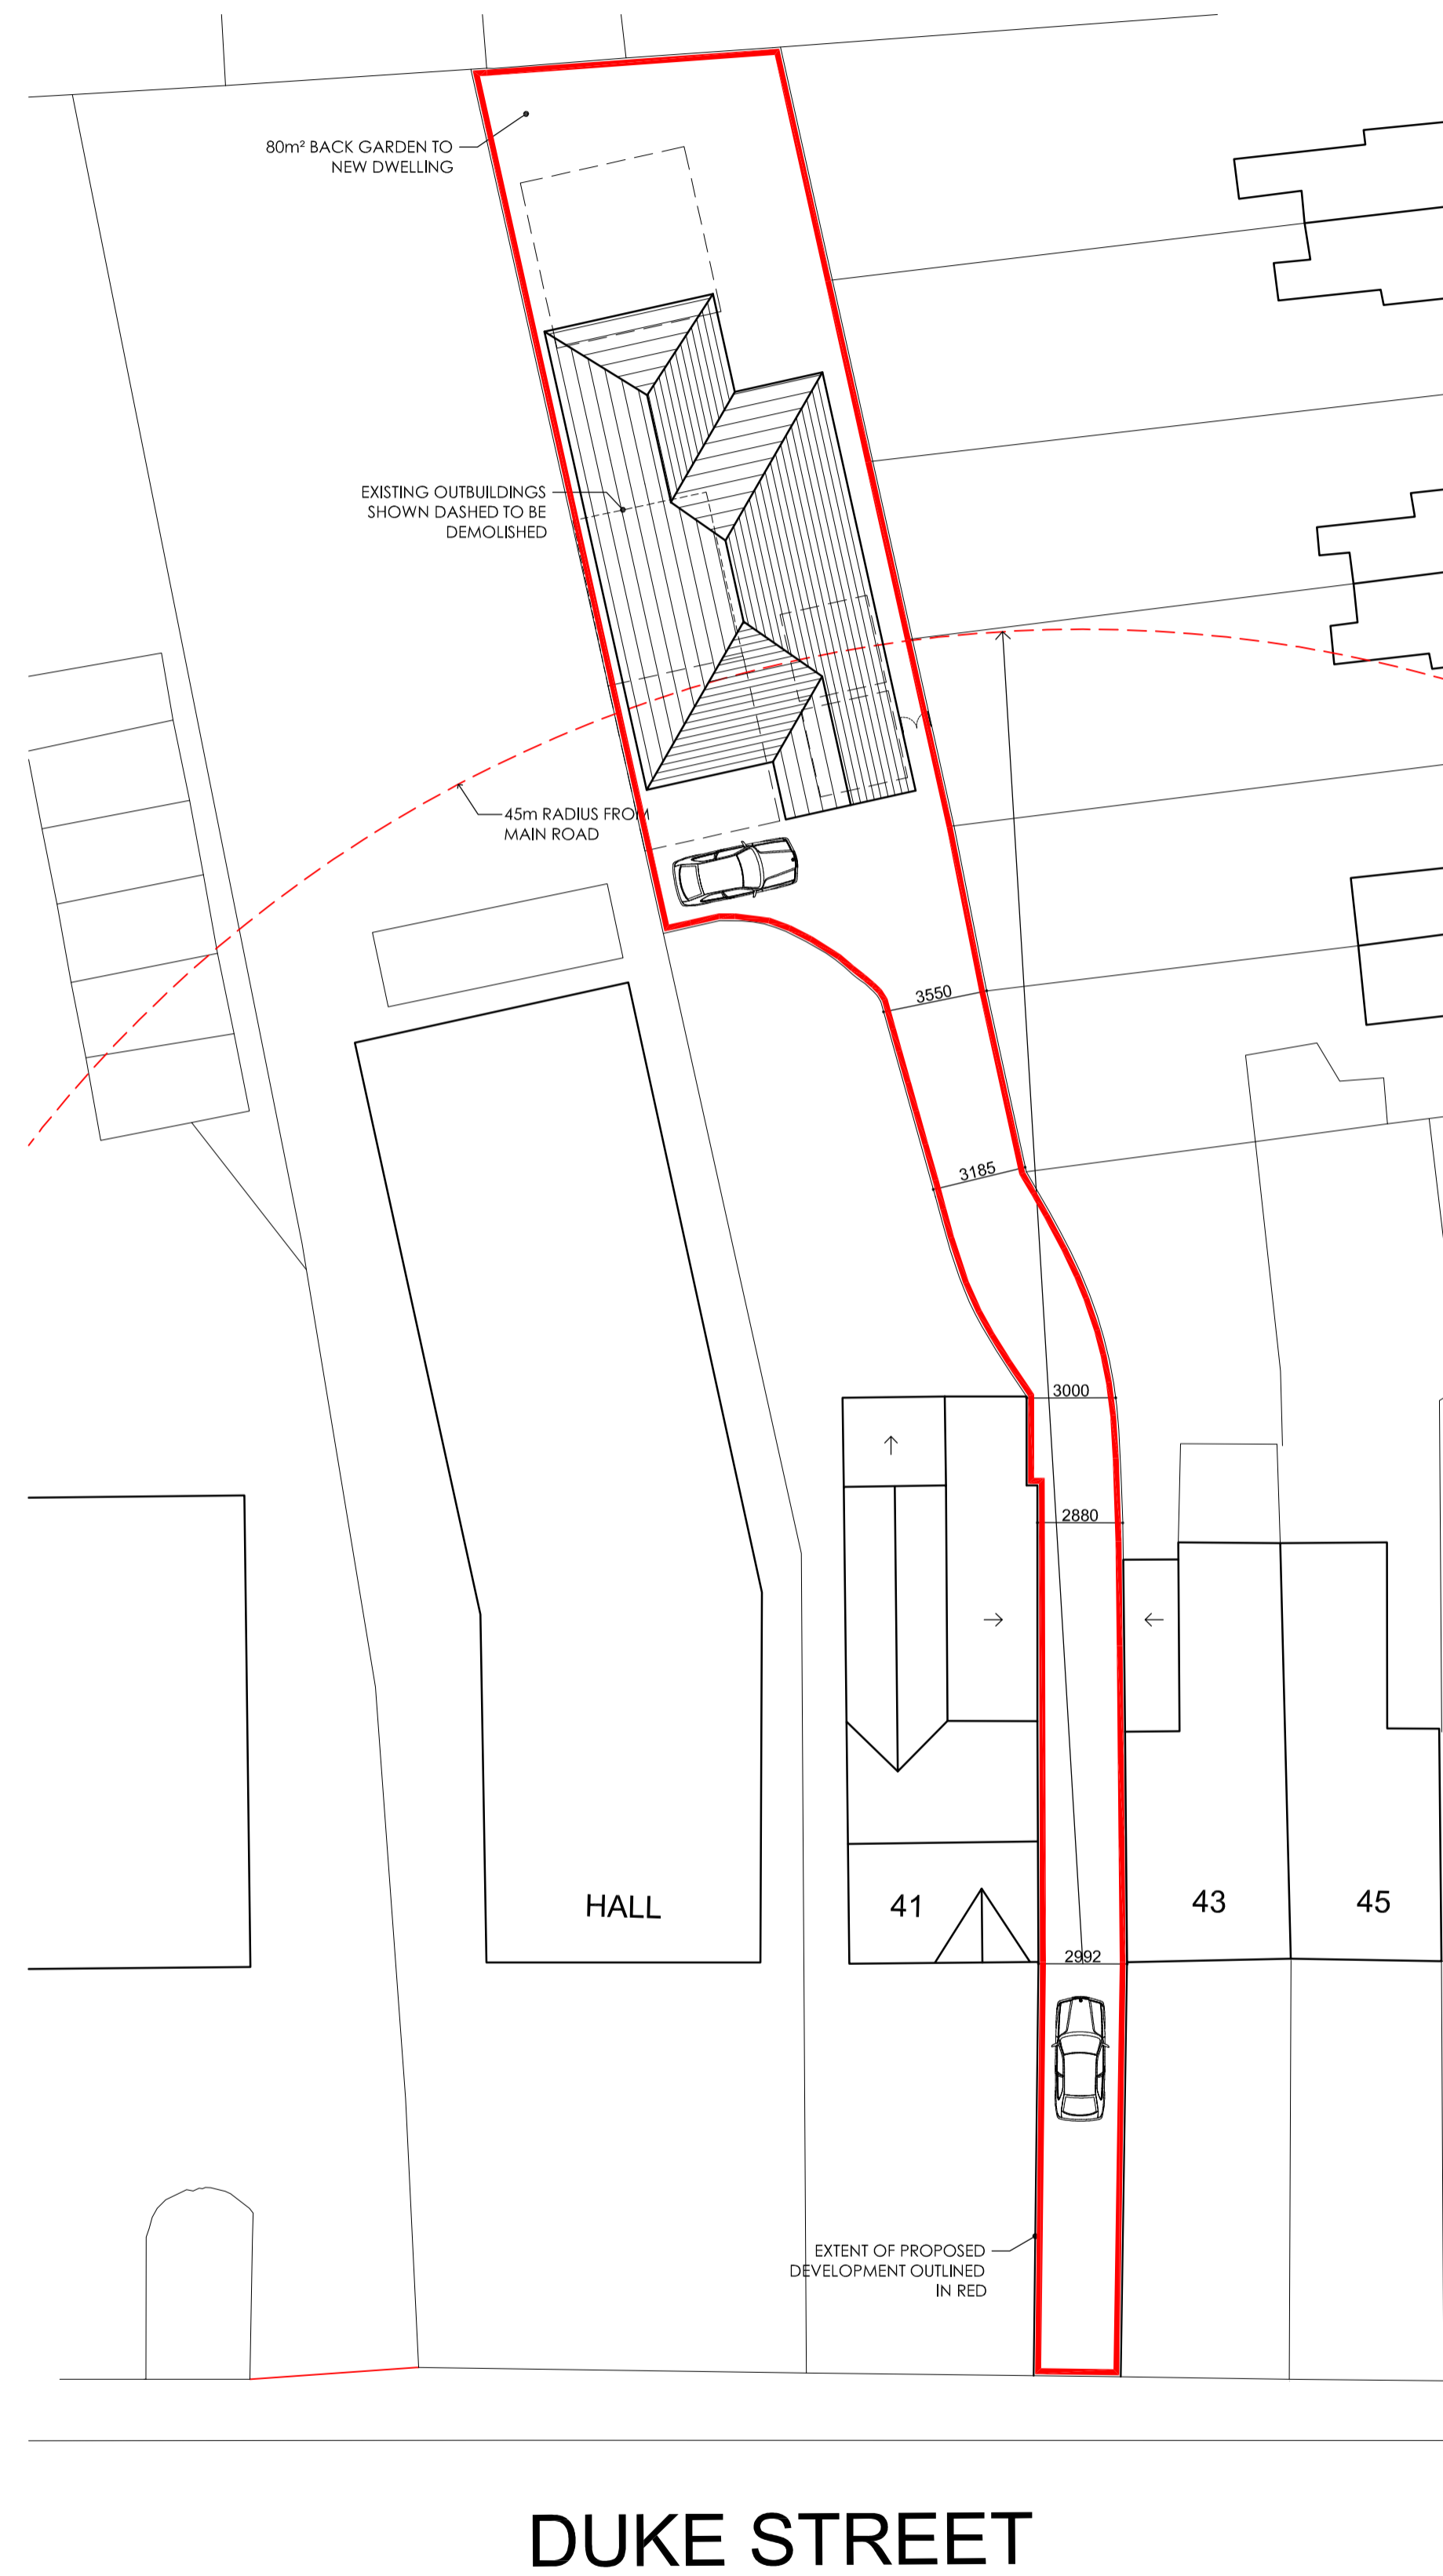 80m² BACK GARDEN TO
NEW DWELLING
EXISTING OUTBUILDINGS
SHOWN DASHED TO BE
DEMOLISHED
45m RADIUS FROM
MAIN ROAD
3550
3185
3000
2880
HALL
41
43
45
2992
EXTENT OF PROPOSED
DEVELOPMENT OUTLINED
IN RED
DUKE STREET